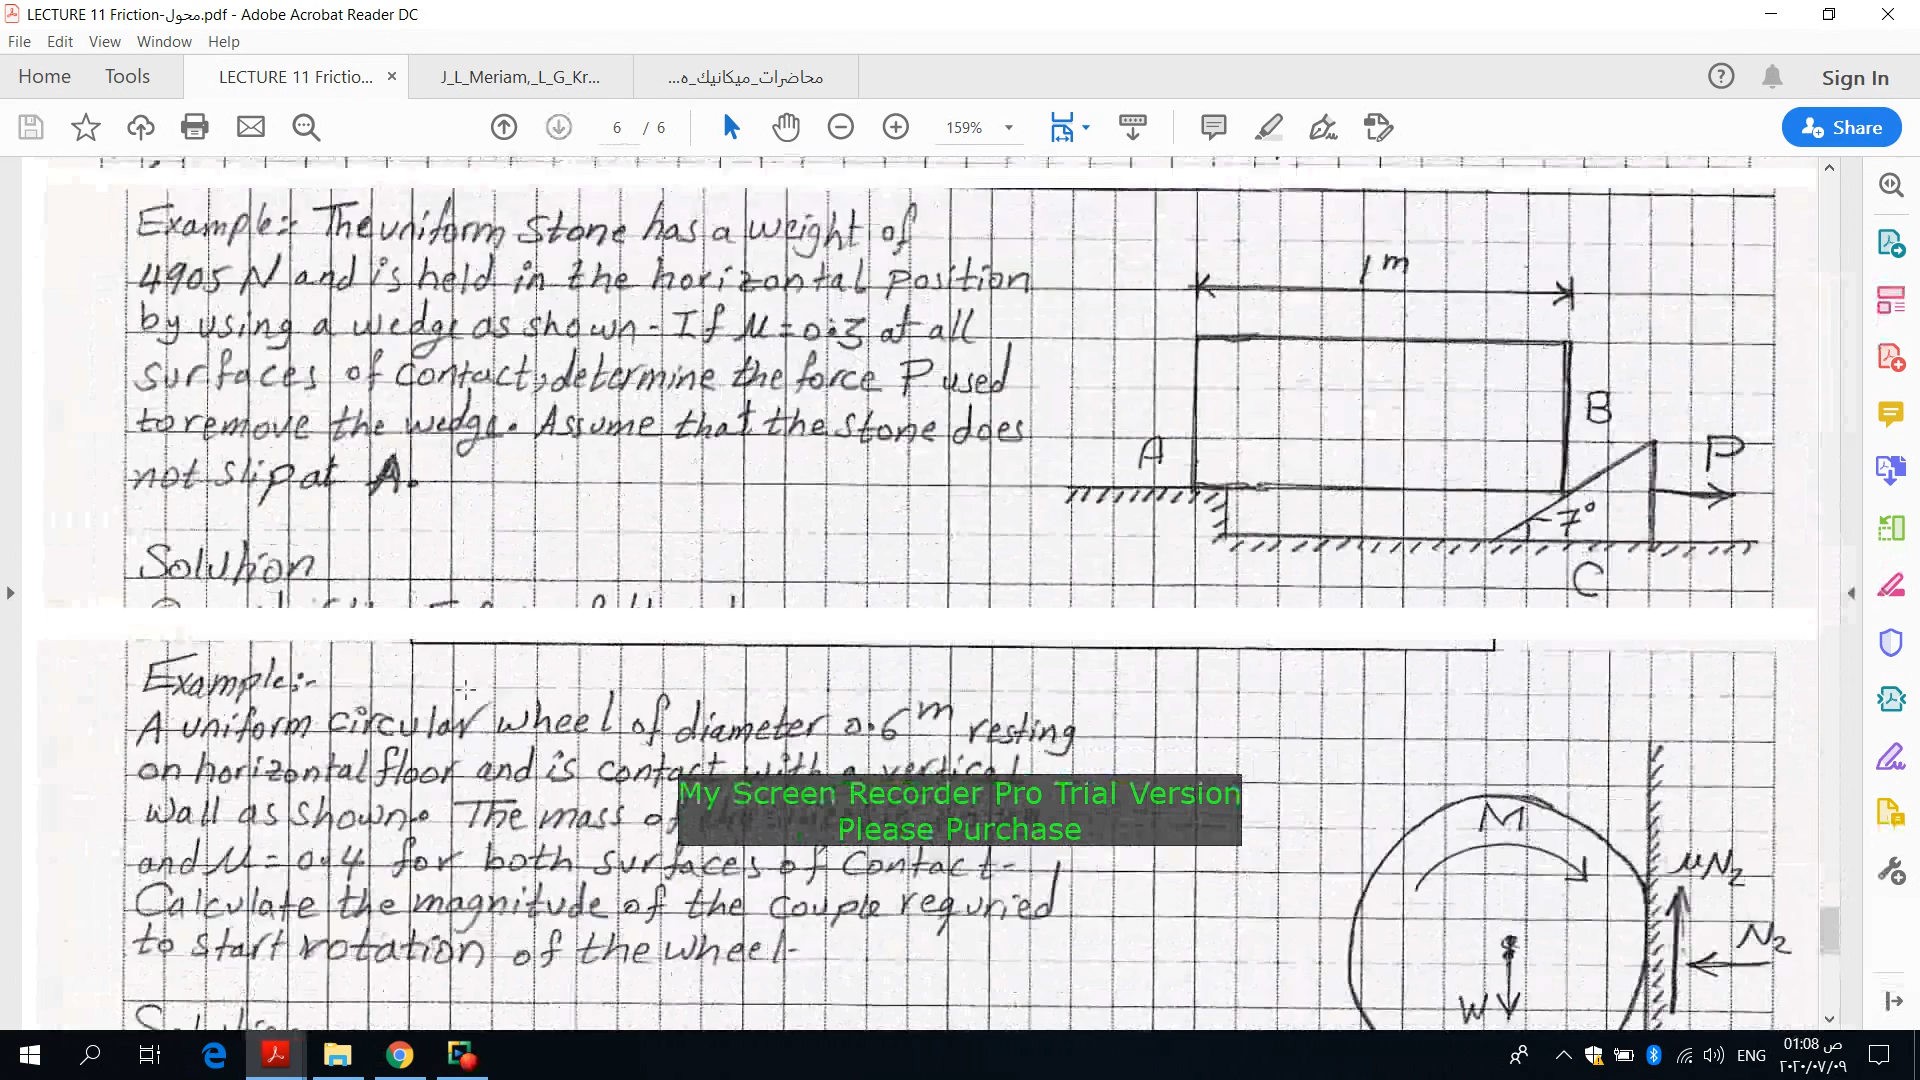 LECTURE 11 Friction-محول.pdf - Adobe Acrobat Reader DC
File Edit View Window Help
Home Tools LECTURE 11 Frictio... × J_L_Meriam,_L_G_Kr... محاضرات_ميكانيك_ه... Sign In
6 / 6 159% Share
Example:- The uniform stone has a weight of
4905 N and is held in the horizontal position
by using a wedge as shown. If μ = 0.3 at all
surfaces of contact, determine the force P used
to remove the wedge. Assume that the stone does
not slip at A.
1 m
A
B
P
7°
C
Solution
Example:-
A uniform circular wheel of diameter 0.6 m resting
on horizontal floor and is contact with a vertical
wall as shown. The mass of
and μ = 0.4 for both surfaces of contact.
Calculate the magnitude of the couple requried
to start rotation of the wheel.
M
μN2
N2
W
My Screen Recorder Pro Trial Version
Please Purchase
ENG
01:08 ص
٢٠٢٠/٠٧/٠٩